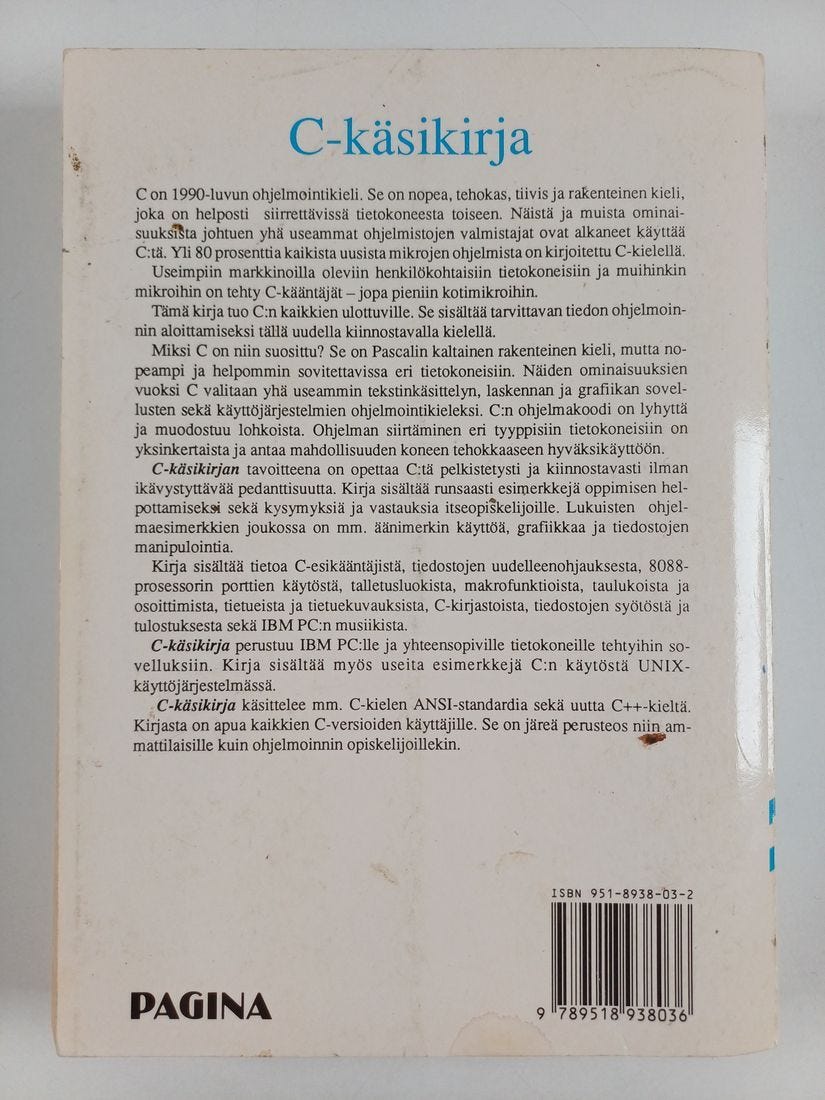 C-käsikirja
C on 1990-luvun ohjelmointikieli. Se on nopea, tehokas, tiivis ja rakenteinen kieli,
joka on helposti siirrettävissä tietokoneesta toiseen. Näistä ja muista ominai-
suuksista johtuen yhä useammat ohjelmistojen valmistajat ovat alkaneet käyttää
C:tä. Yli 80 prosenttia kaikista uusista mikrojen ohjelmista on kirjoitettu C-kielellä.
Useimpiin markkinoilla oleviin henkilökohtaisiin tietokoneisiin ja muihinkin
mikroihin on tehty C-kääntäjät – jopa pieniin kotimikroihin.
Tämä kirja tuo C:n kaikkien ulottuville. Se sisältää tarvittavan tiedon ohjelmoin-
nin aloittamiseksi tällä uudella kiinnostavalla kielellä.
Miksi C on niin suosittu? Se on Pascalin kaltainen rakenteinen kieli, mutta no-
peampi ja helpommin sovitettavissa eri tietokoneisiin. Näiden ominaisuuksien
vuoksi C valitaan yhä useammin tekstinkäsittelyn, laskennan ja grafiikan sovel-
lusten sekä käyttöjärjestelmien ohjelmointikieleksi. C:n ohjelmakoodi on lyhyttä
ja muodostuu lohkoista. Ohjelman siirtäminen eri tyyppisiin tietokoneisiin on
yksinkertaista ja antaa mahdollisuuden koneen tehokkaaseen hyväksikäyttöön.
C-käsikirjan tavoitteena on opettaa C:tä pelkistetysti ja kiinnostavasti ilman
ikävystyttävää pedanttisuutta. Kirja sisältää runsaasti esimerkkejä oppimisen hel-
pottamiseksi sekä kysymyksiä ja vastauksia itseopiskelijoille. Lukuisten ohjel-
maesimerkkien joukossa on mm. äänimerkin käyttöä, grafiikkaa ja tiedostojen
manipulointia.
Kirja sisältää tietoa C-esikääntäjistä, tiedostojen uudelleenohjauksesta, 8088-
prosessorin porttien käytöstä, talletusluokista, makrofunktioista, taulukoista ja
osoittimista, tietueista ja tietuekuvauksista, C-kirjastoista, tiedostojen syötöstä ja
tulostuksesta sekä IBM PC:n musiikista.
C-käsikirja perustuu IBM PC:lle ja yhteensopiville tietokoneille tehtyihin so-
velluksiin. Kirja sisältää myös useita esimerkkejä C:n käytöstä UNIX-
käyttöjärjestelmässä.
C-käsikirja käsittelee mm. C-kielen ANSI-standardia sekä uutta C++-kieltä.
Kirjasta on apua kaikkien C-versioiden käyttäjille. Se on järeä perusteos niin am-
mattilaisille kuin ohjelmoinnin opiskelijoillekin.
ISBN 951-8938-03-2
9 789518 938036
PAGINA